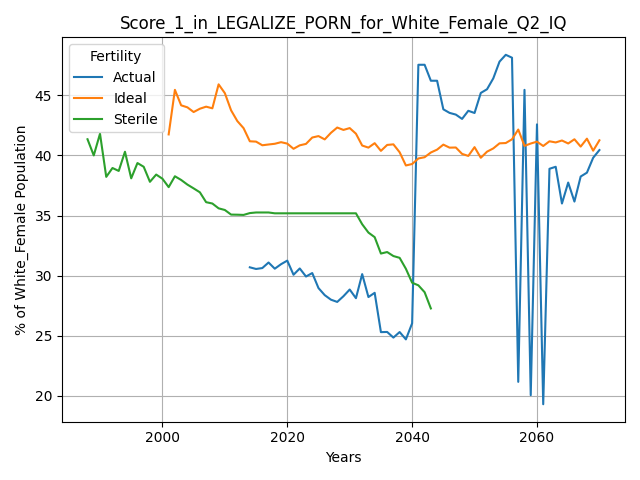 Score_1_in_LEGALIZE_PORN_for_White_Female_Q2_IQ
Fertility
Actual
Ideal
Sterile
% of White_Female Population
45
40
35
30
25
20
2000
2020
2040
2060
Years